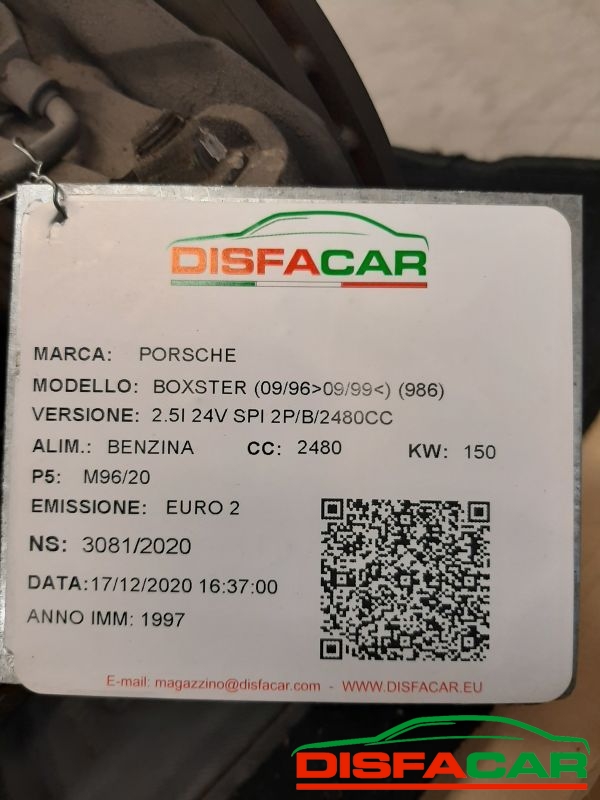 DISFACAR
MARCA: PORSCHE
MODELLO: BOXSTER (09/96>09/99<) (986)
VERSIONE: 2.5I 24V SPI 2P/B/2480CC
ALIM.: BENZINA CC: 2480 KW: 150
P5: M96/20
EMISSIONE: EURO 2
NS: 3081/2020
DATA:17/12/2020 16:37:00
ANNO IMM: 1997
E-mail: magazzino@disfacar.com - WWW.DISFACAR.EU
DISFACAR